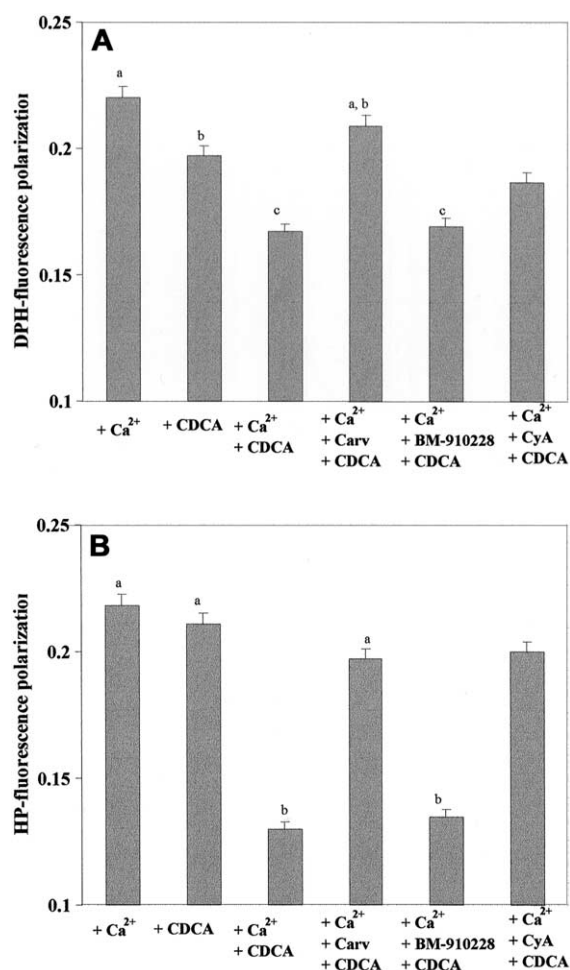 A
0.25
a
a, b
b
0.2
c
c
0.15
0.1
DPH-fluorescence polarization
+ Ca²⁺
+ CDCA
+ Ca²⁺
+ CDCA
+ Ca²⁺
+ Carv
+ CDCA
+ Ca²⁺
+ BM-910228
+ CDCA
+ Ca²⁺
+ CyA
+ CDCA
B
0.25
a
a
a
0.2
0.15
b
b
0.1
HP-fluorescence polarization
+ Ca²⁺
+ CDCA
+ Ca²⁺
+ CDCA
+ Ca²⁺
+ Carv
+ CDCA
+ Ca²⁺
+ BM-910228
+ CDCA
+ Ca²⁺
+ CyA
+ CDCA